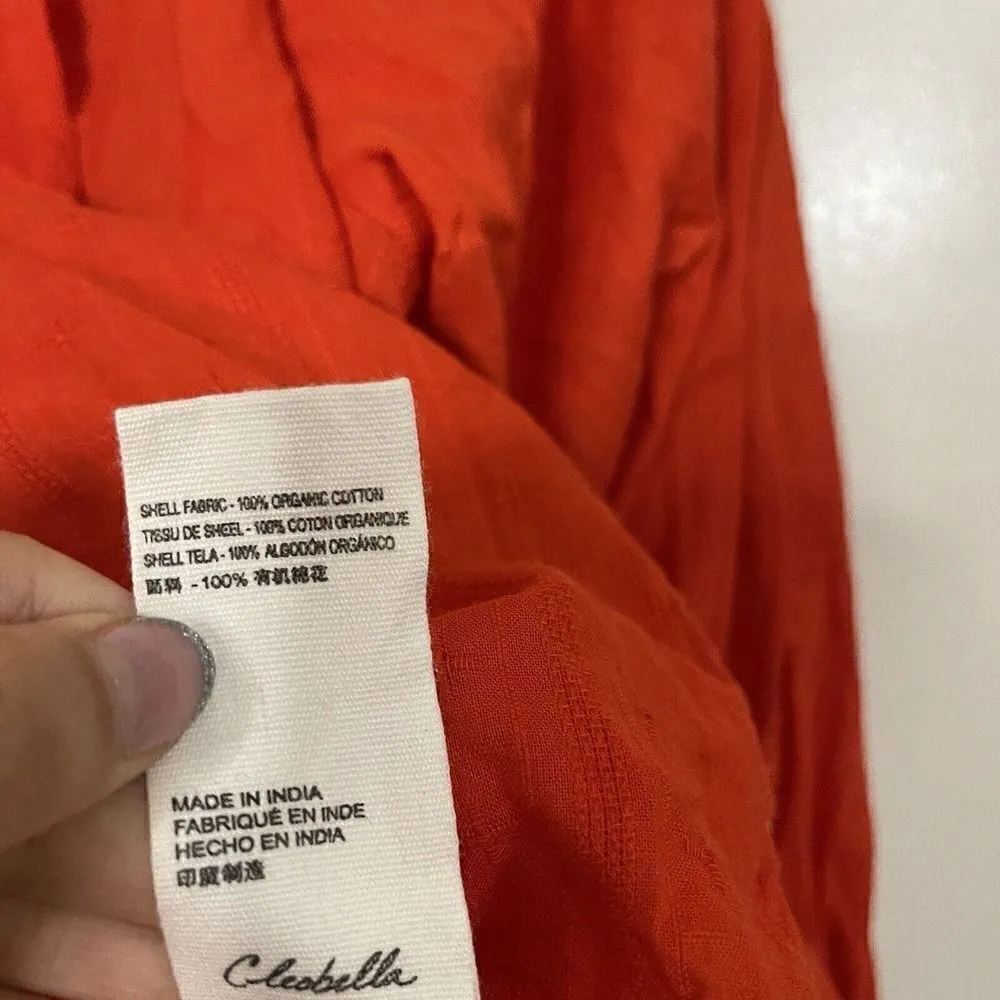 SHELL FABRIC - 100% ORGANIC COTTON
TISSU DE SHEEL - 100% COTON ORGANIQUE
SHELL TELA - 100% ALGODÓN ORGÁNICO
面料 - 100% 有机棉花
MADE IN INDIA
FABRIQUÉ EN INDE
HECHO EN INDIA
印度制造
Cleobella